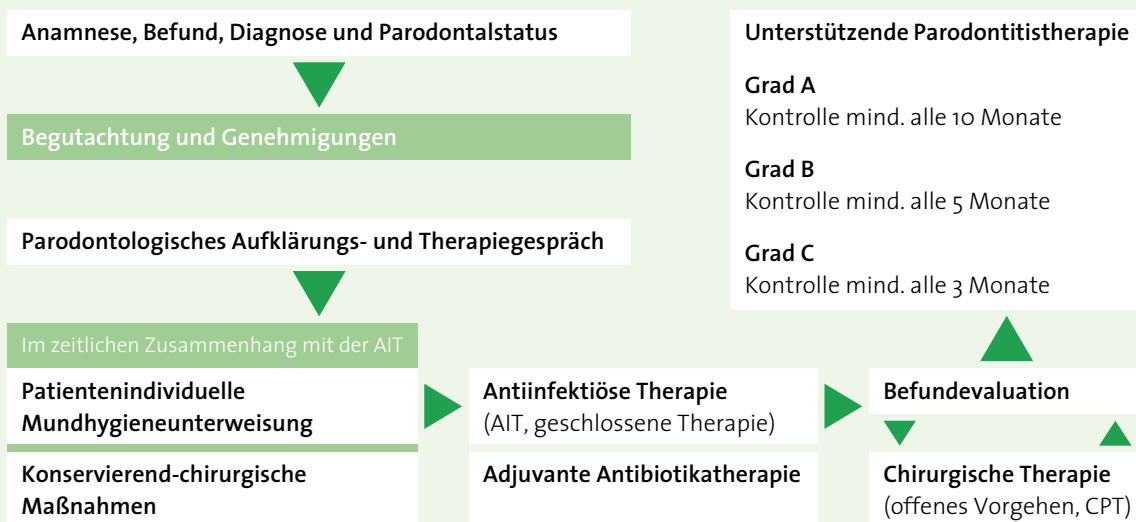 Anamnese, Befund, Diagnose und Parodontalstatus
Begutachtung und Genehmigungen
Parodontologisches Aufklärungs- und Therapiegespräch
Im zeitlichen Zusammenhang mit der AIT
Patientenindividuelle
Mundhygieneunterweisung
Konservierend-chirurgische
Maßnahmen
Antiinfektiöse Therapie
(AIT, geschlossene Therapie)
Adjuvante Antibiotikatherapie
Befundevaluation
Chirurgische Therapie
(offenes Vorgehen, CPT)
Unterstützende Parodontitistherapie
Grad A
Kontrolle mind. alle 10 Monate
Grad B
Kontrolle mind. alle 5 Monate
Grad C
Kontrolle mind. alle 3 Monate